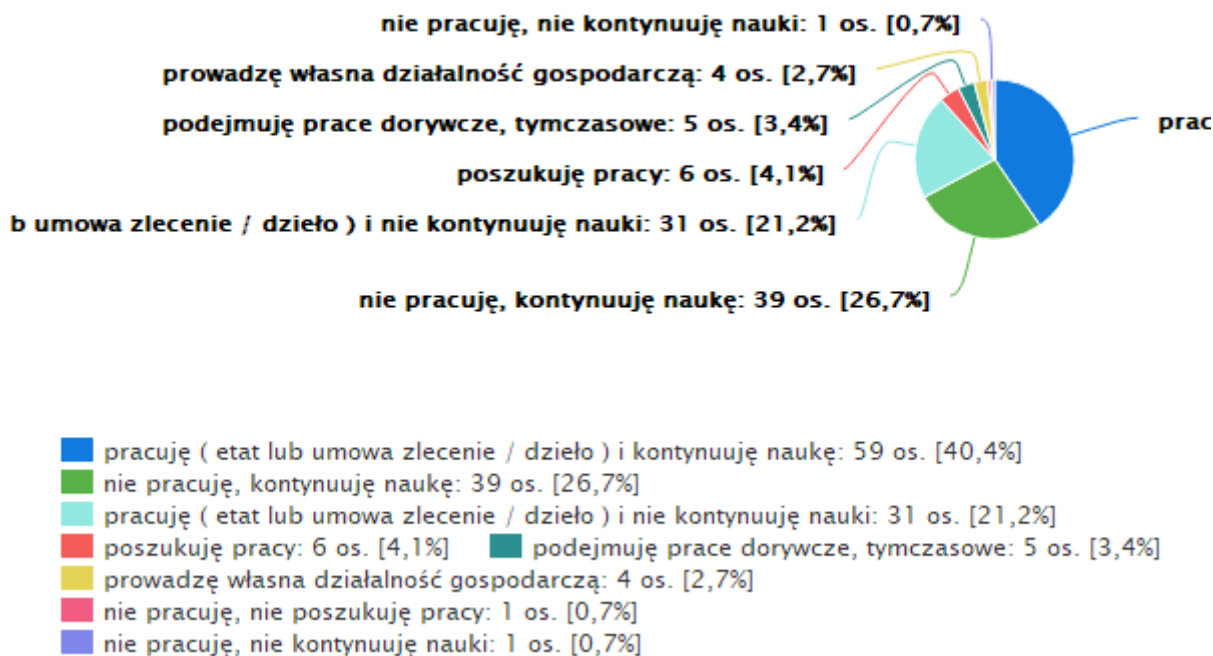 nie pracuję, nie kontynuuję nauki: 1 os. [0,7%]
prowadzę własna działalność gospodarczą: 4 os. [2,7%]
podejmuję prace dorywcze, tymczasowe: 5 os. [3,4%]
prac
poszukuję pracy: 6 os. [4,1%]
b umowa zlecenie / dzieło ) i nie kontynuuję nauki: 31 os. [21,2%]
nie pracuję, kontynuuję naukę: 39 os. [26,7%]
pracuję ( etat lub umowa zlecenie / dzieło ) i kontynuuję naukę: 59 os. [40,4%]
nie pracuję, kontynuuję naukę: 39 os. [26,7%]
pracuję ( etat lub umowa zlecenie / dzieło ) i nie kontynuuję nauki: 31 os. [21,2%]
poszukuję pracy: 6 os. [4,1%] podejmuję prace dorywcze, tymczasowe: 5 os. [3,4%]
prowadzę własna działalność gospodarczą: 4 os. [2,7%]
nie pracuję, nie poszukuję pracy: 1 os. [0,7%]
nie pracuję, nie kontynuuję nauki: 1 os. [0,7%]